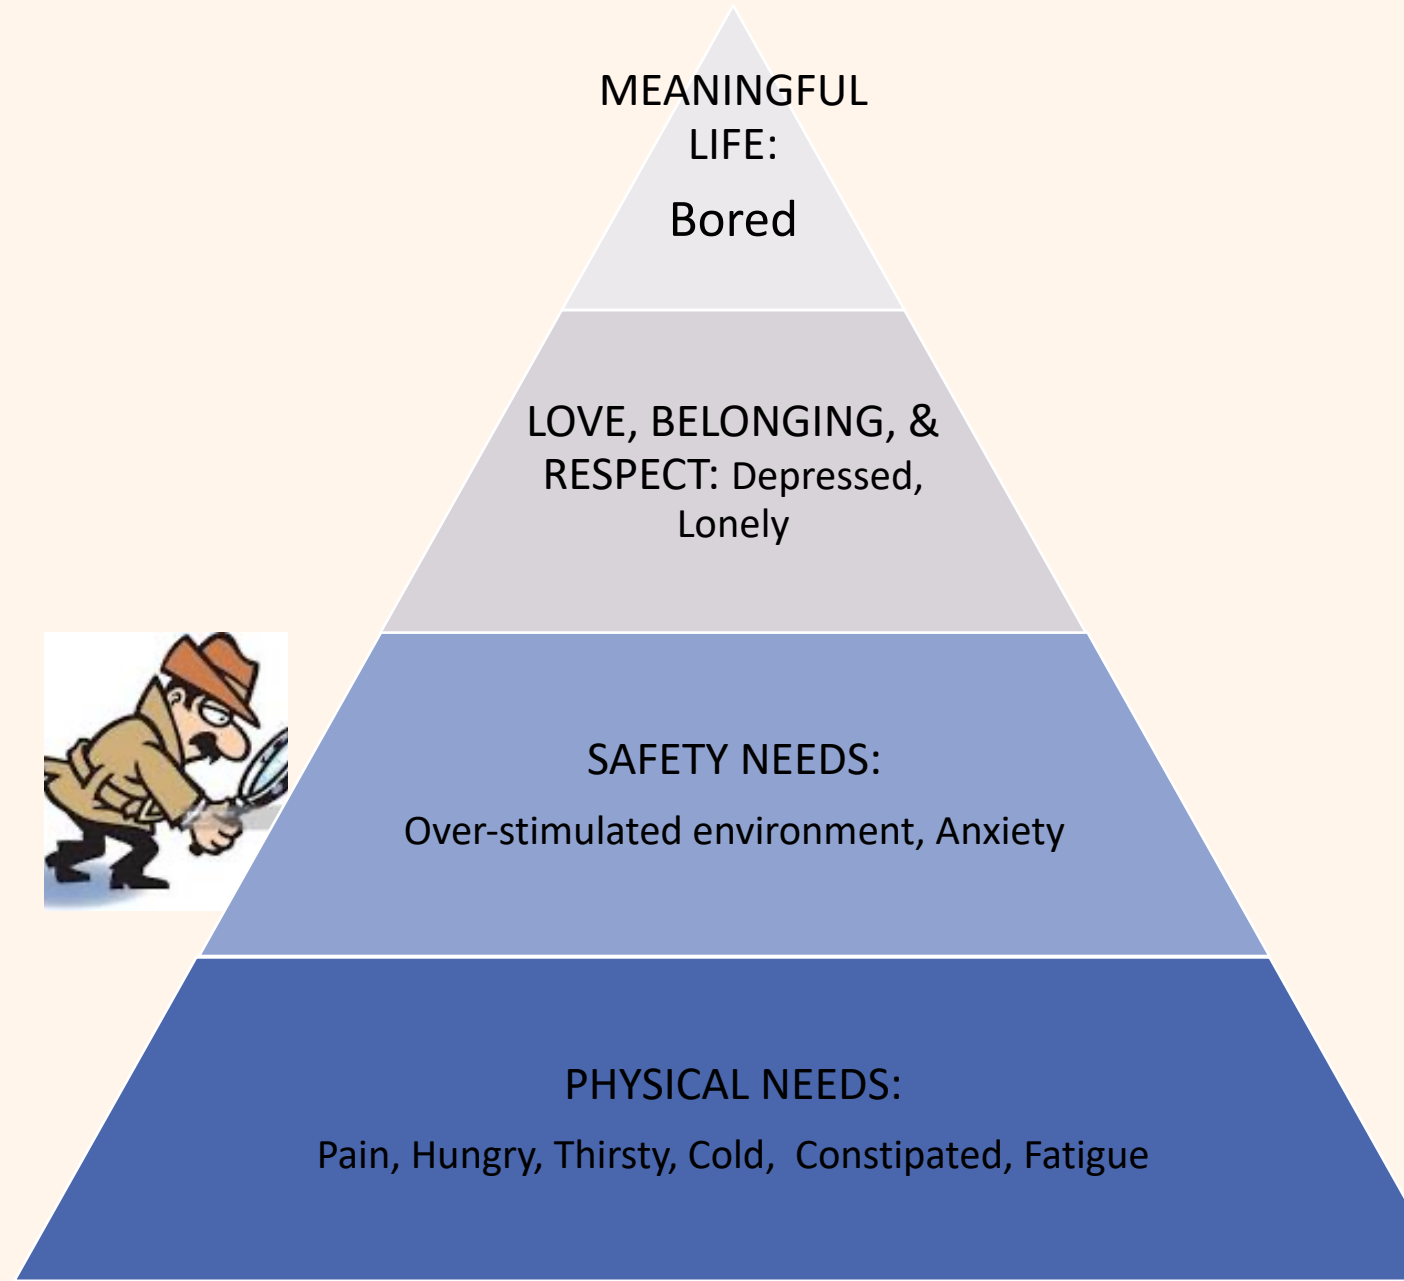 MEANINGFUL
LIFE:
Bored
LOVE, BELONGING, &
RESPECT: Depressed,
Lonely
SAFETY NEEDS:
Over-stimulated environment, Anxiety
PHYSICAL NEEDS:
Pain, Hungry, Thirsty, Cold,  Constipated, Fatigue